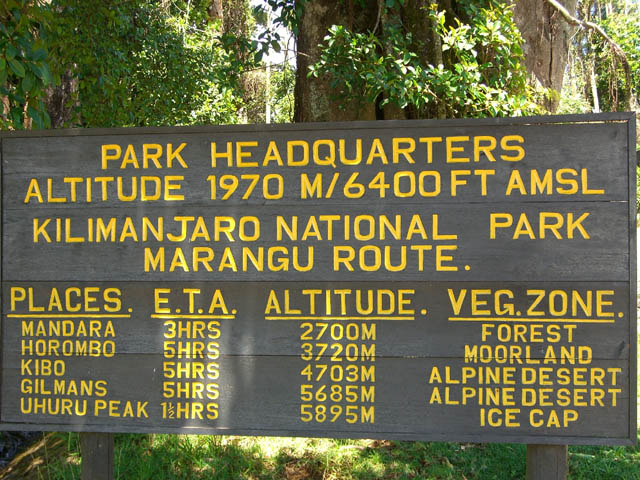 PARK HEADQUARTERS
ALTITUDE 1970 M/6400 FT AMSL
KILIMANJARO NATIONAL PARK
MARANGU ROUTE.
PLACES. E.T.A. ALTITUDE. VEG.ZONE.
MANDARA 3HRS 2700M FOREST
HOROMBO 5HRS 3720M MOORLAND
KIBO 5HRS 4703M ALPINE DESERT
GILMANS 5HRS 5685M ALPINE DESERT
UHURU PEAK 1½HRS 5895M ICE CAP